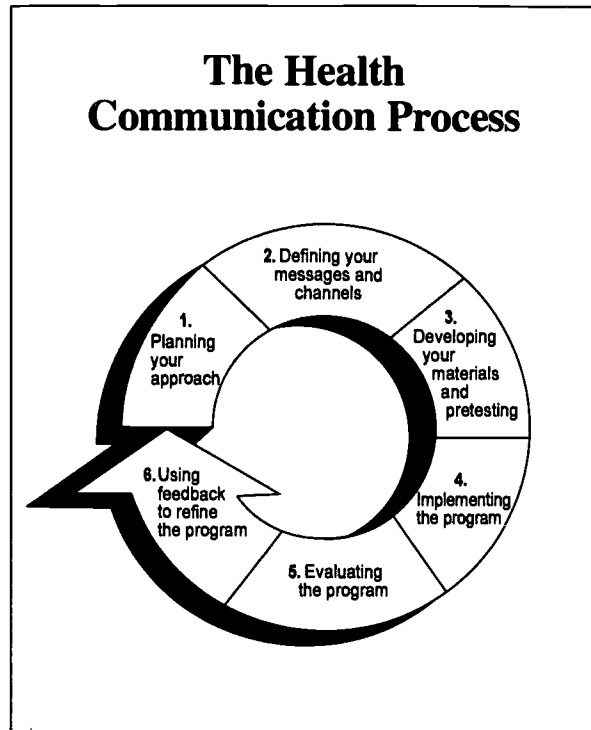 The Health
Communication Process
1.
Planning
your
approach
2. Defining your
messages and
channels
3.
Developing
your
materials
and
pretesting
4.
Implementing
the program
5. Evaluating
the program
6. Using
feedback
to refine
the program